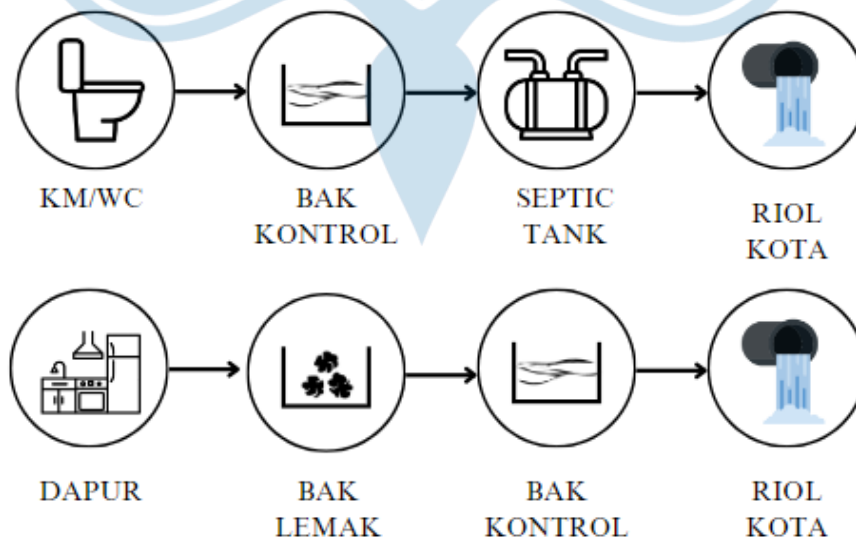 KM/WC
BAK
KONTROL
SEPTIC
TANK
RIOL
KOTA
DAPUR
BAK
LEMAK
BAK
KONTROL
RIOL
KOTA